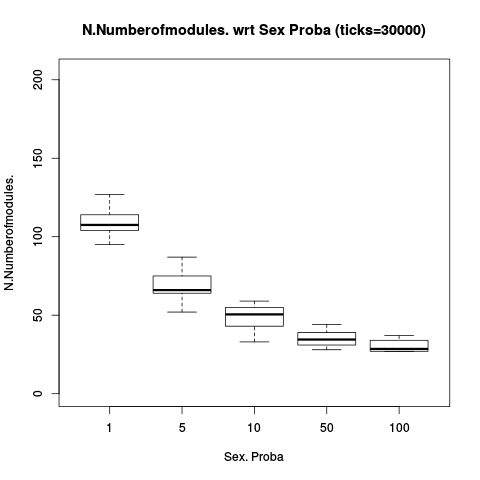 N.Numberofmodules. wrt Sex Proba (ticks=30000)
N.Numberofmodules.
200
150
100
50
0
1 5 10 50 100
Sex. Proba